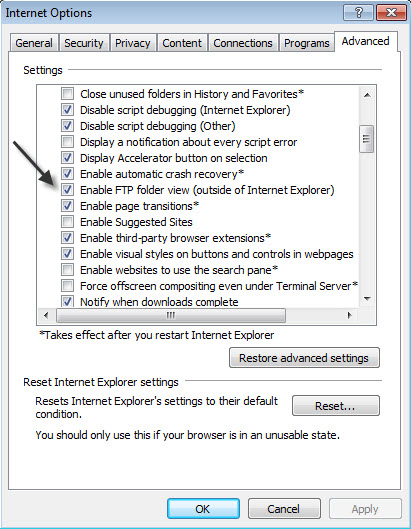 Internet Options
General Security Privacy Content Connections Programs Advanced
Settings
Close unused folders in History and Favorites*
Disable script debugging (Internet Explorer)
Disable script debugging (Other)
Display a notification about every script error
Display Accelerator button on selection
Enable automatic crash recovery*
Enable FTP folder view (outside of Internet Explorer)
Enable page transitions*
Enable Suggested Sites
Enable third-party browser extensions*
Enable visual styles on buttons and controls in webpages
Enable websites to use the search pane*
Force offscreen compositing even under Terminal Server*
Notify when downloads complete
*Takes effect after you restart Internet Explorer
Restore advanced settings
Reset Internet Explorer settings
Resets Internet Explorer's settings to their default
condition.
Reset...
You should only use this if your browser is in an unusable state.
OK Cancel Apply